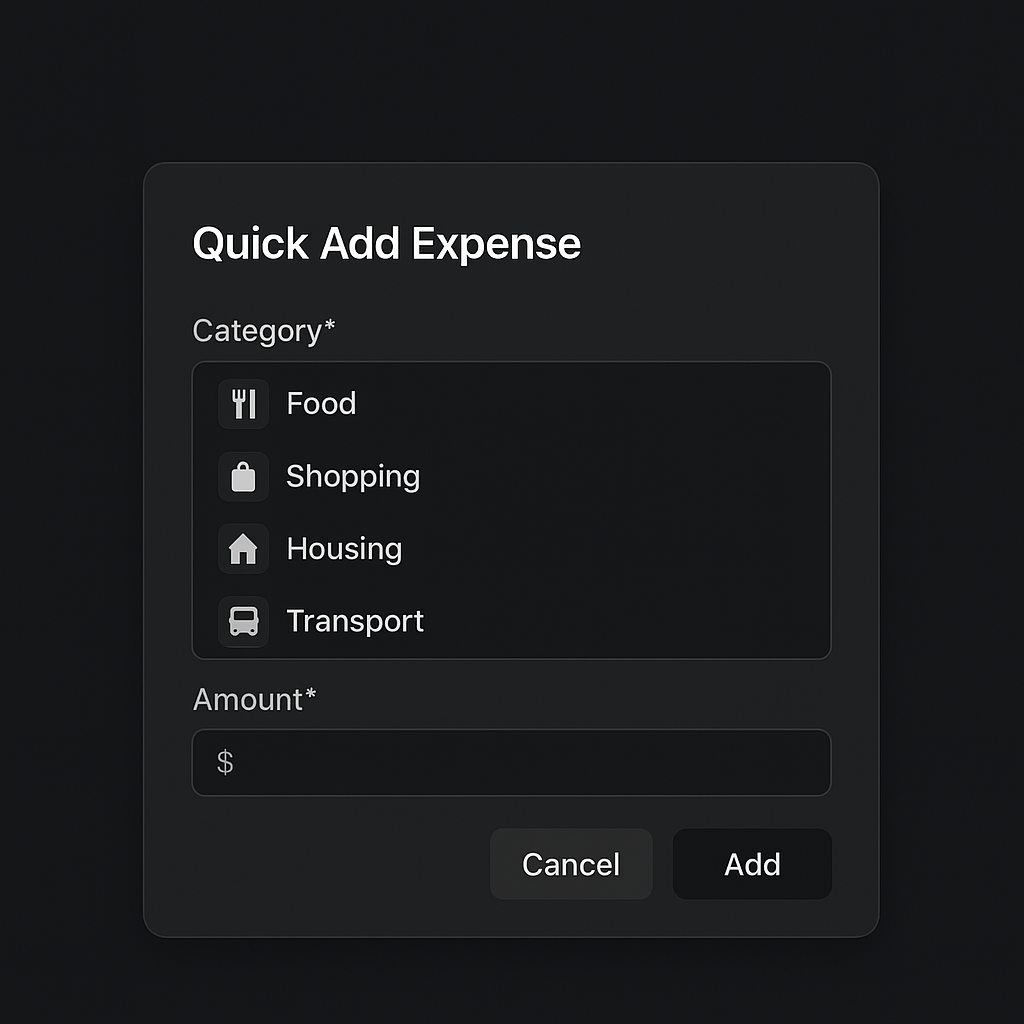 Quick Add Expense
Category*
Food
Shopping
Housing
Transport
Amount*
$
Cancel
Add